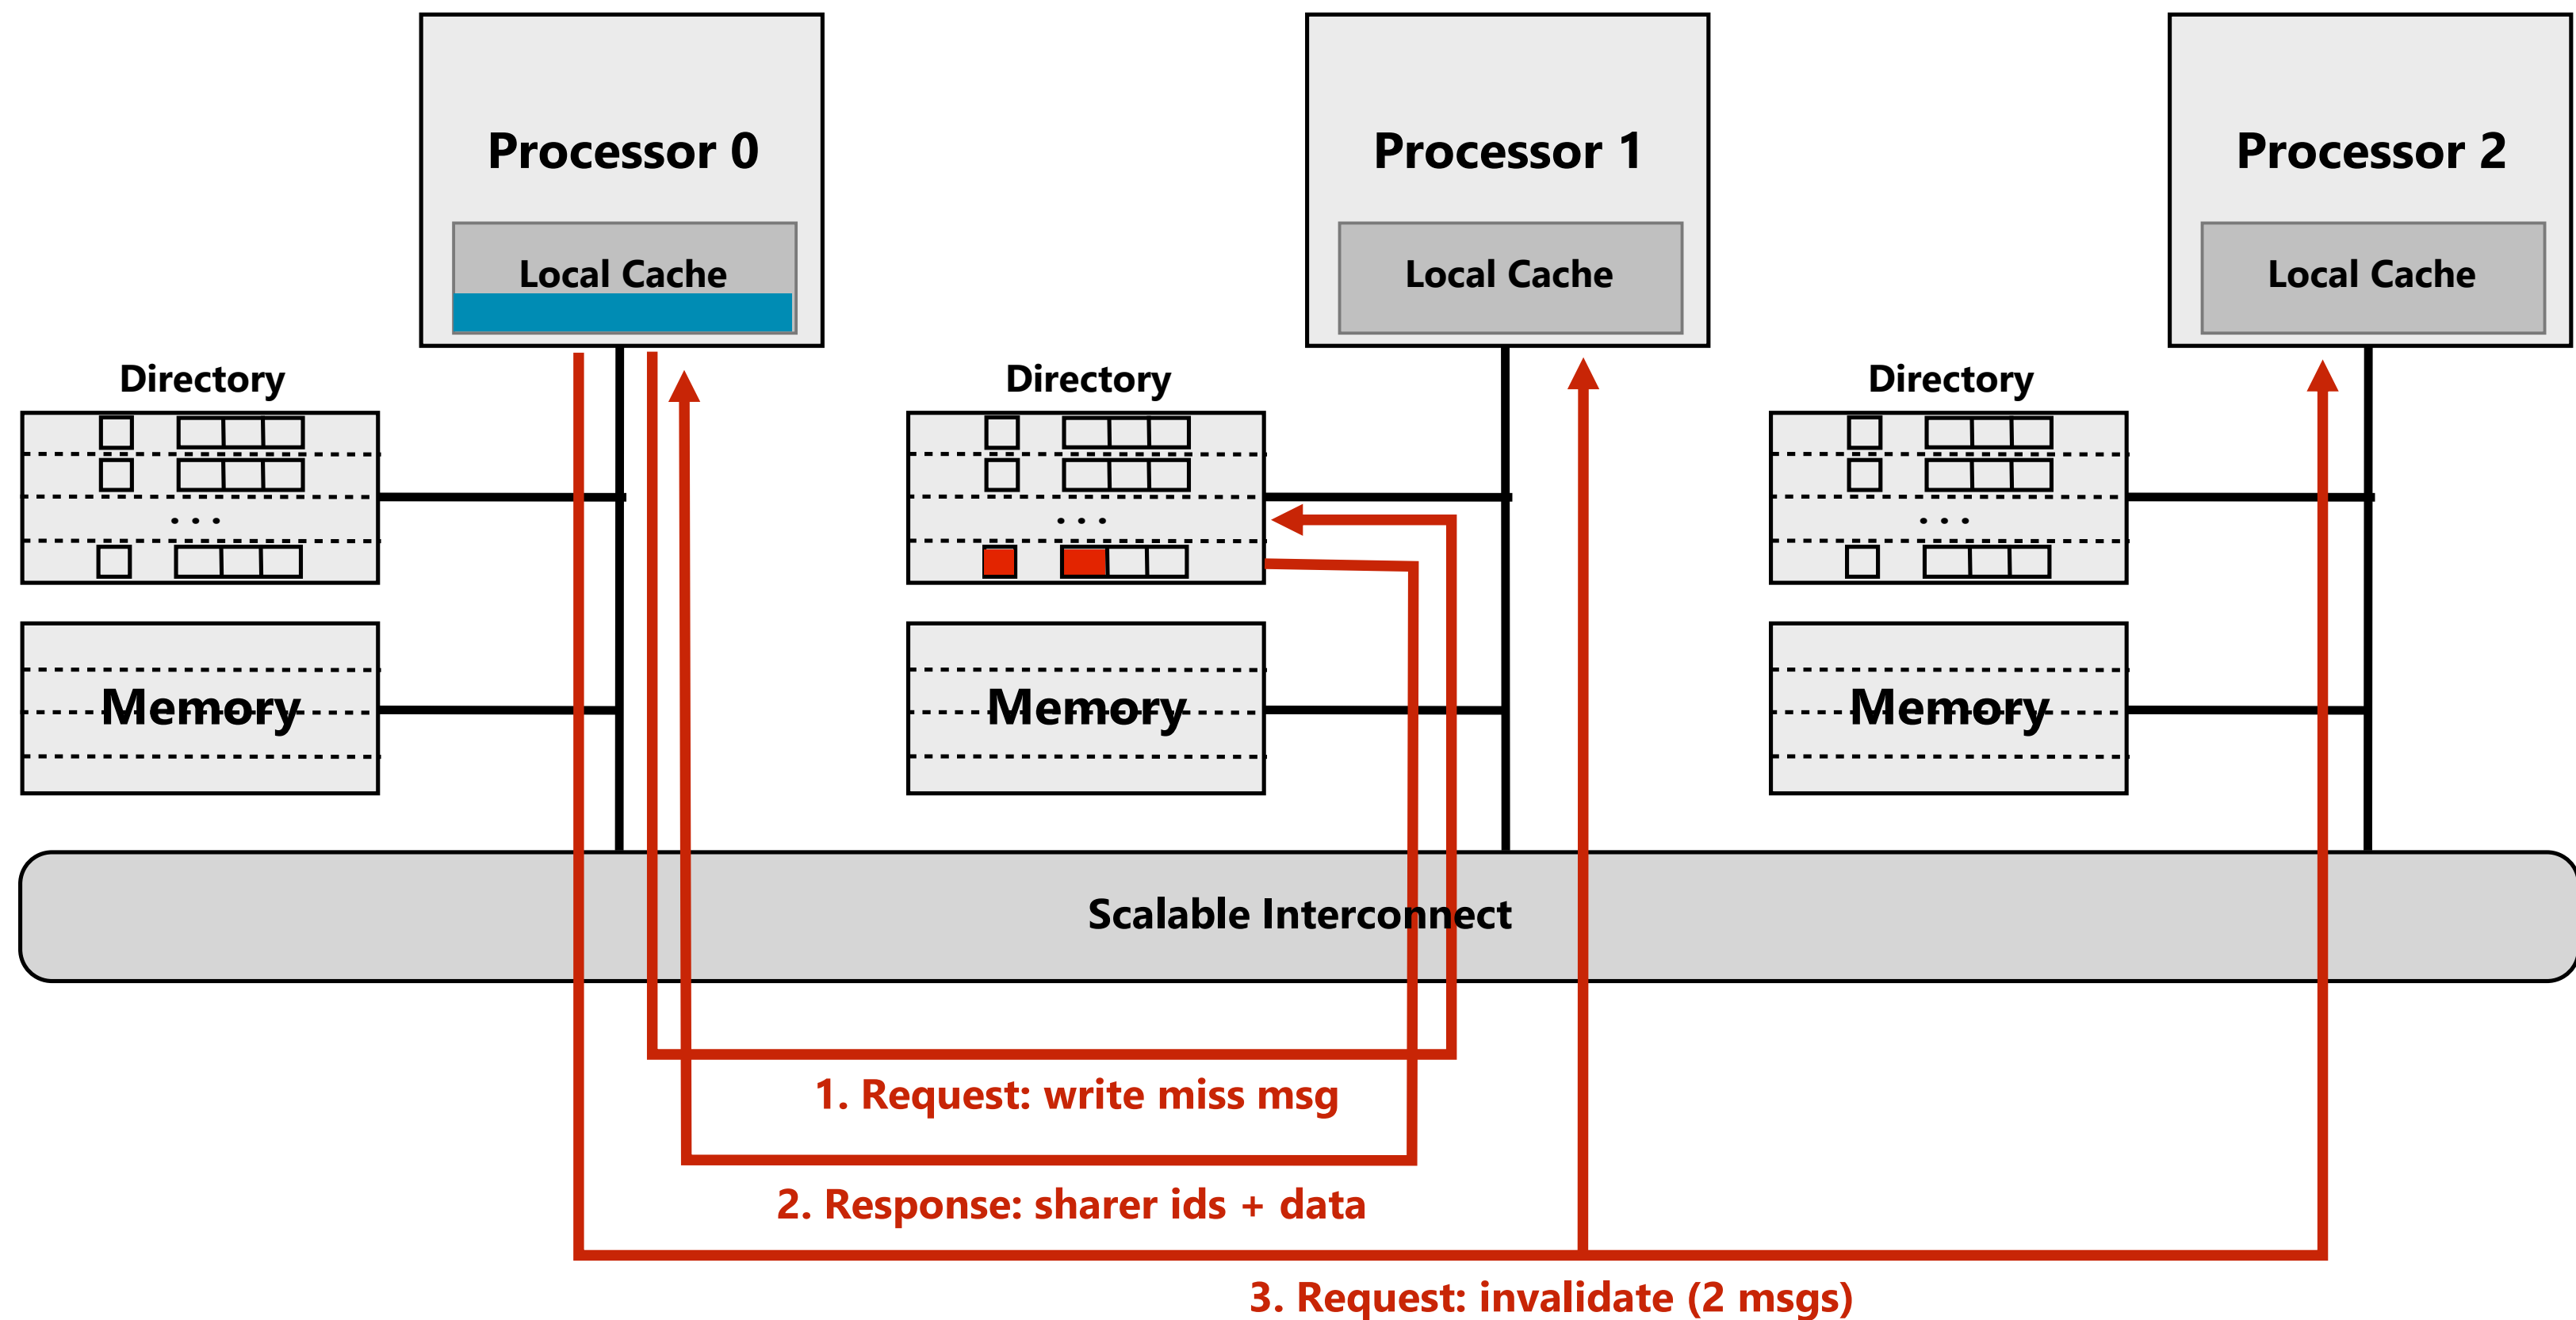 Processor 0
Processor 1
Processor 2
Local Cache
Local Cache
Local Cache
Directory
Directory
Directory
. . .
. . .
. . .
Memory
Memory
Memory
Scalable Interconnect
1. Request: write miss msg
2. Response: sharer ids + data
3. Request: invalidate (2 msgs)